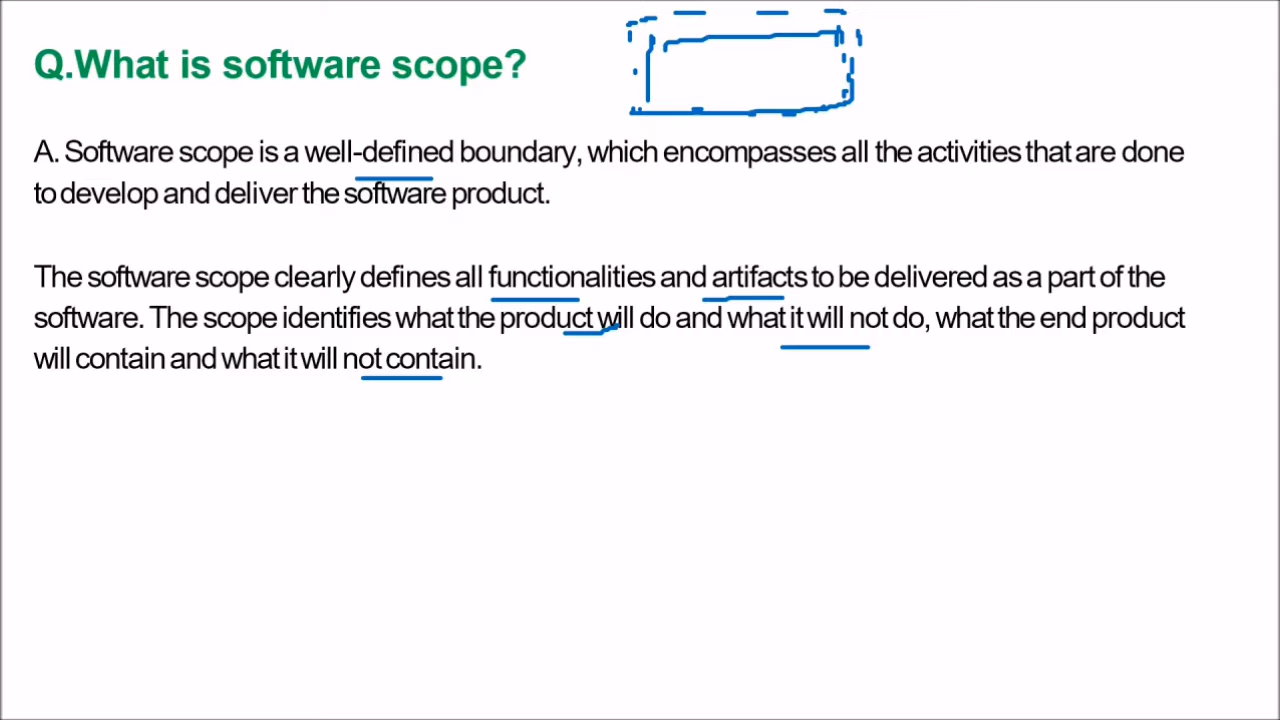 Q.What is software scope?
A. Software scope is a well-defined boundary, which encompasses all the activities that are done
to develop and deliver the software product.
The software scope clearly defines all functionalities and artifacts to be delivered as a part of the
software. The scope identifies what the product will do and what it will not do, what the end product
will contain and what it will not contain.